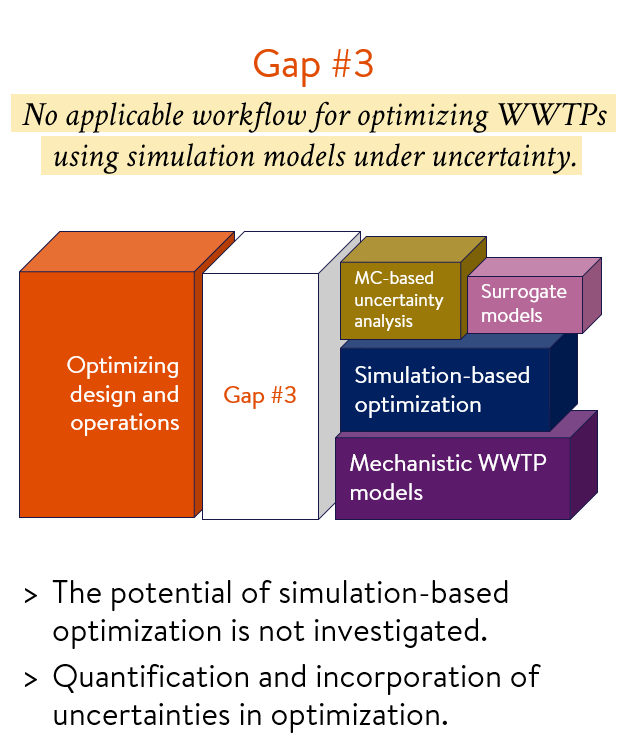 Gap #3
No applicable workflow for optimizing WWTPs
using simulation models under uncertainty.
Optimizing
design and
operations
Gap #3
MC-based
uncertainty
analysis
Surrogate
models
Simulation-based
optimization
Mechanistic WWTP
models
> The potential of simulation-based
optimization is not investigated.
> Quantification and incorporation of
uncertainties in optimization.